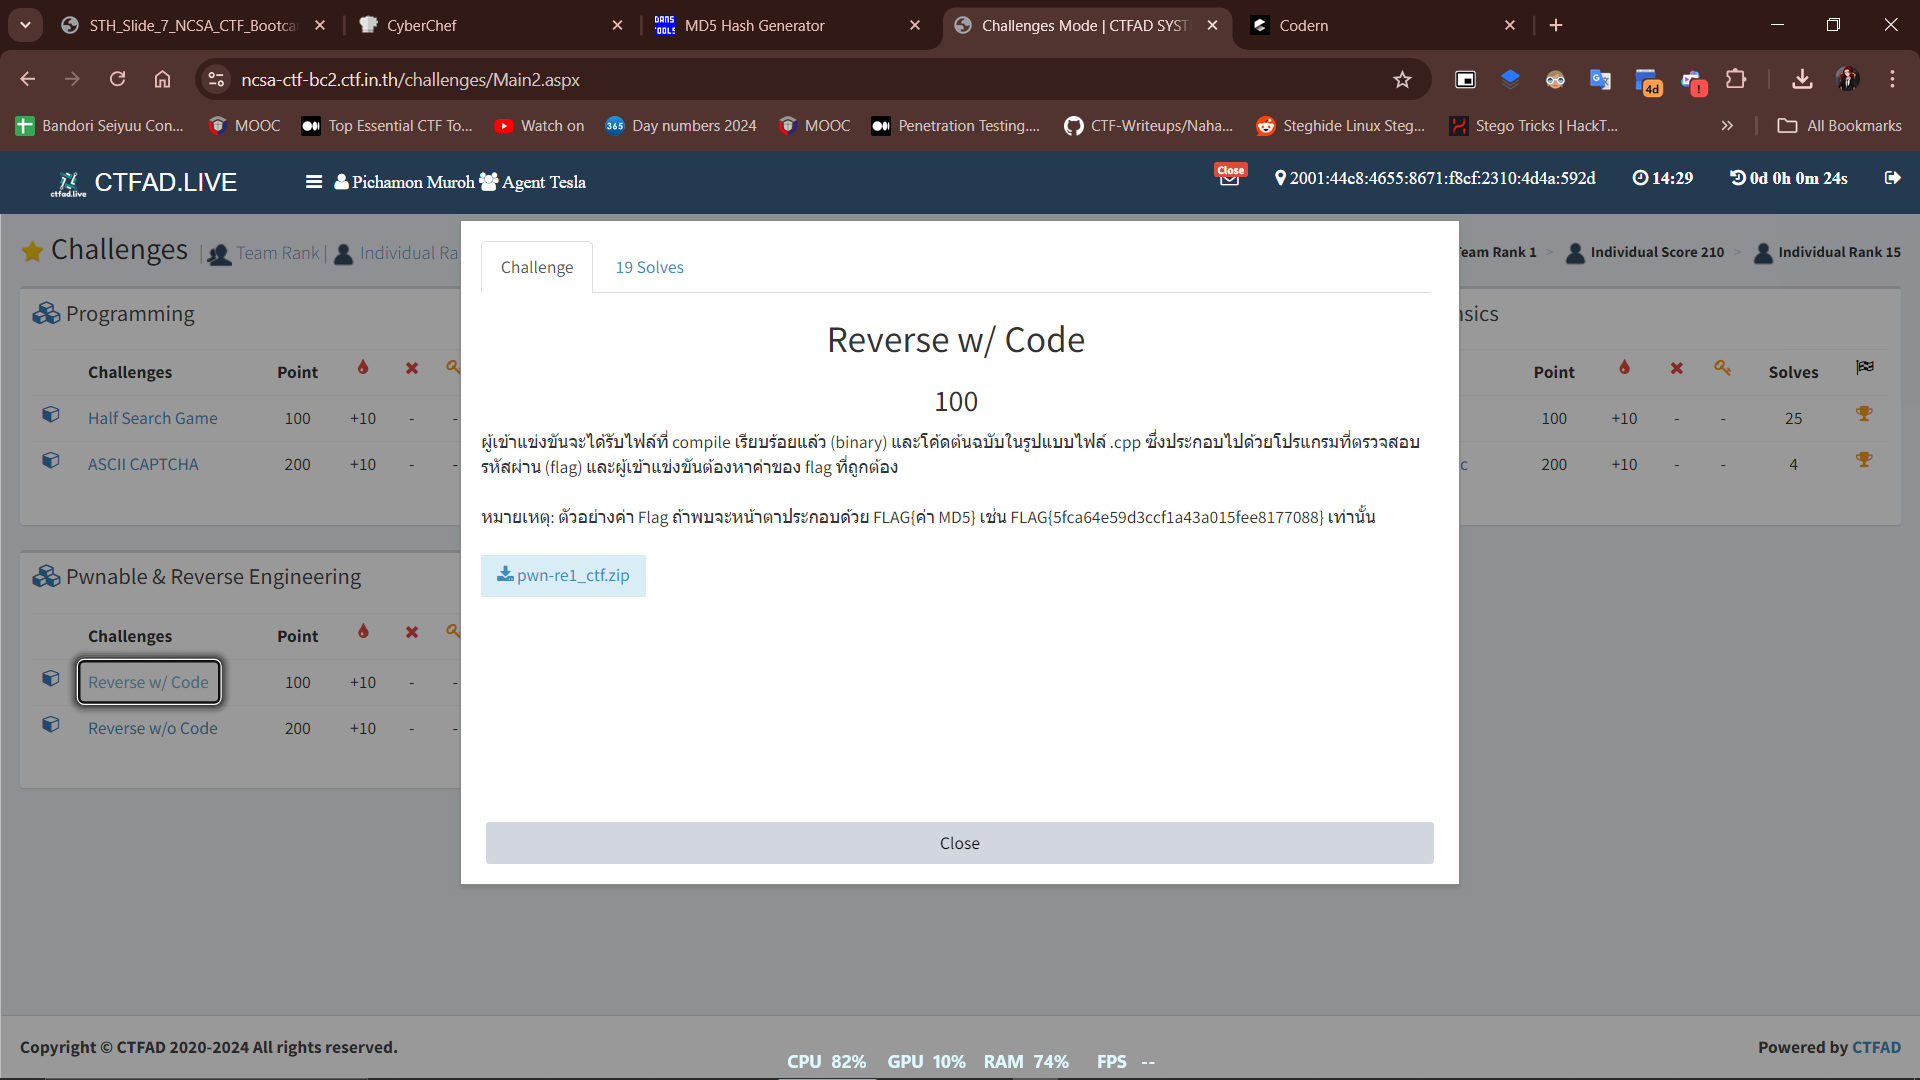 STH_Slide_7_NCSA_CTF_Bootca
CyberChef
MD5 Hash Generator
Challenges Mode | CTFAD SYST
Codern
ncsa-ctf-bc2.ctf.in.th/challenges/Main2.aspx
4d
!
Bandori Seiyuu Con...
MOOC
Top Essential CTF To...
Watch on
365
Day numbers 2024
MOOC
Penetration Testing....
CTF-Writeups/Naha...
Steghide Linux Steg...
Stego Tricks | HackT...
All Bookmarks
ctfad.live
CTFAD.LIVE
Pichamon Muroh
Agent Tesla
Close
2001:44c8:4655:8671:f8cf:2310:4d4a:592d
14:29
0d 0h 0m 24s
Challenges
| Team Rank | Individual Ra
Team Rank 1 > Individual Score 210 > Individual Rank 15
Programming
Challenges Point
Half Search Game 100 +10 - -
ASCII CAPTCHA 200 +10 - -
Pwnable & Reverse Engineering
Challenges Point
Reverse w/ Code 100 +10 - -
Reverse w/o Code 200 +10 - -
Challenge
19 Solves
Reverse w/ Code
100
ผู้เข้าแข่งขันจะได้รับไฟล์ที่ compile เรียบร้อยแล้ว (binary) และโค้ดต้นฉบับในรูปแบบไฟล์ .cpp ซึ่งประกอบไปด้วยโปรแกรมที่ตรวจสอบ
รหัสผ่าน (flag) และผู้เข้าแข่งขันต้องหาค่าของ flag ที่ถูกต้อง
หมายเหตุ: ตัวอย่างค่า Flag ถ้าพบจะหน้าตาประกอบด้วย FLAG{ค่า MD5} เช่น FLAG{5fca64e59d3ccf1a43a015fee8177088} เท่านั้น
pwn-re1_ctf.zip
Close
nsics
Point Solves
100 +10 - - 25
c 200 +10 - - 4
Copyright © CTFAD 2020-2024 All rights reserved.
Powered by CTFAD
CPU 82% GPU 10% RAM 74% FPS --